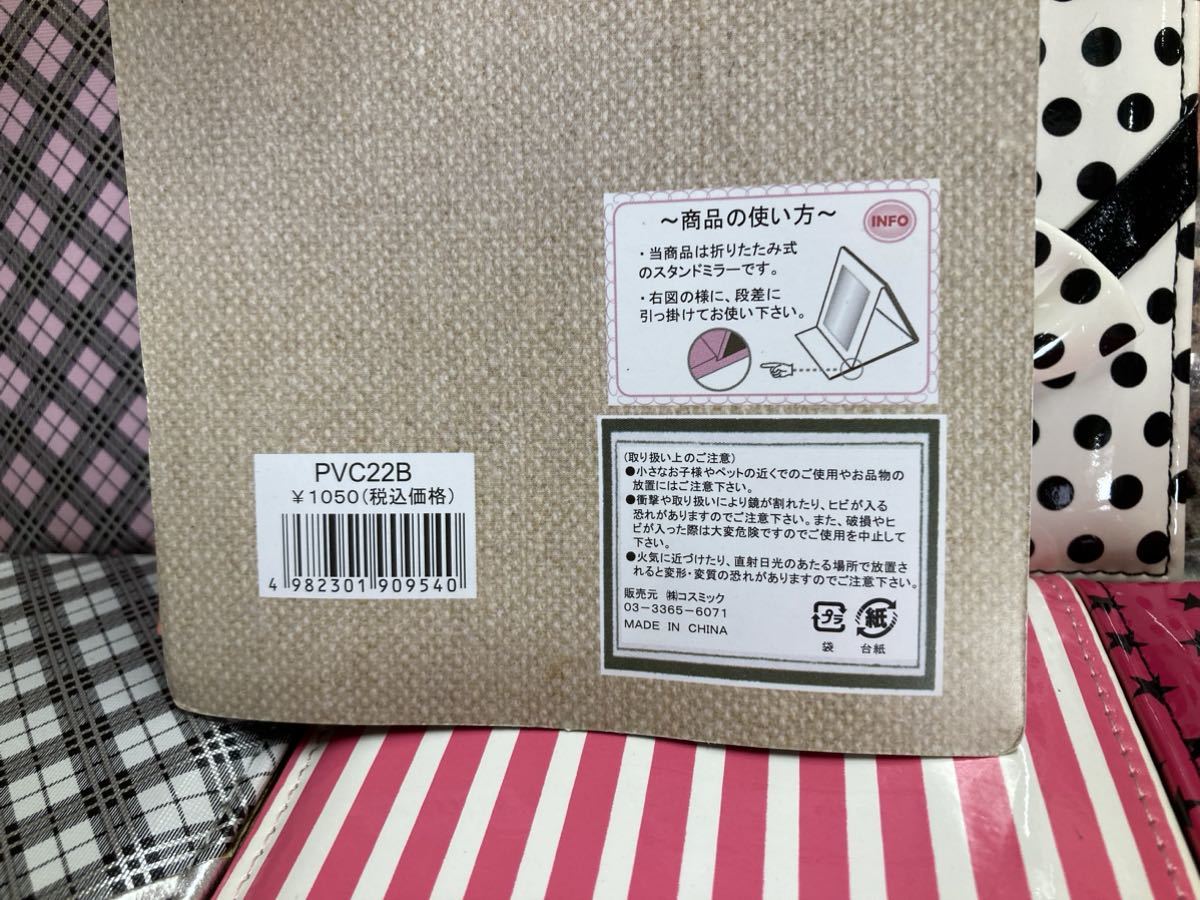 ～商品の使い方～
INFO
・当商品は折りたたみ式
のスタンドミラーです。
・右図の様に、段差に
引っ掛けてお使い下さい。
PVC22B
￥1050(税込価格)
4 982301 909540
(取り扱い上のご注意)
●小さなお子様やペットの近くでのご使用やお品物の
放置にはご注意下さい。
●衝撃や取り扱いにより鏡が割れたり、ヒビが入る
恐れがありますのでご注意下さい。また、破損やヒ
ビが入った際は大変危険ですのでご使用を中止して
下さい。
●火気に近づけたり、直射日光のあたる場所で放置さ
れると変形・変質の恐れがありますのでご注意下さい。
販売元 ㈱コスミック
03-3365-6071
MADE IN CHINA
プラ
袋
紙
台紙